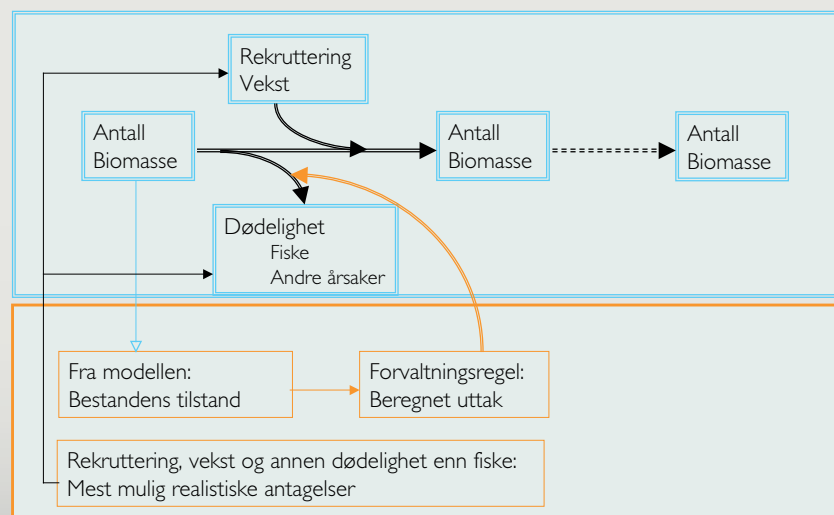 Rekruttering
Vekst
Antall
Biomasse
Antall
Biomasse
Antall
Biomasse
Dødelighet
Fiske
Andre årsaker
Fra modellen:
Bestandens tilstand
Forvaltningsregel:
Beregnet uttak
Rekruttering, vekst og annen dødelighet enn fiske:
Mest mulig realistiske antagelser